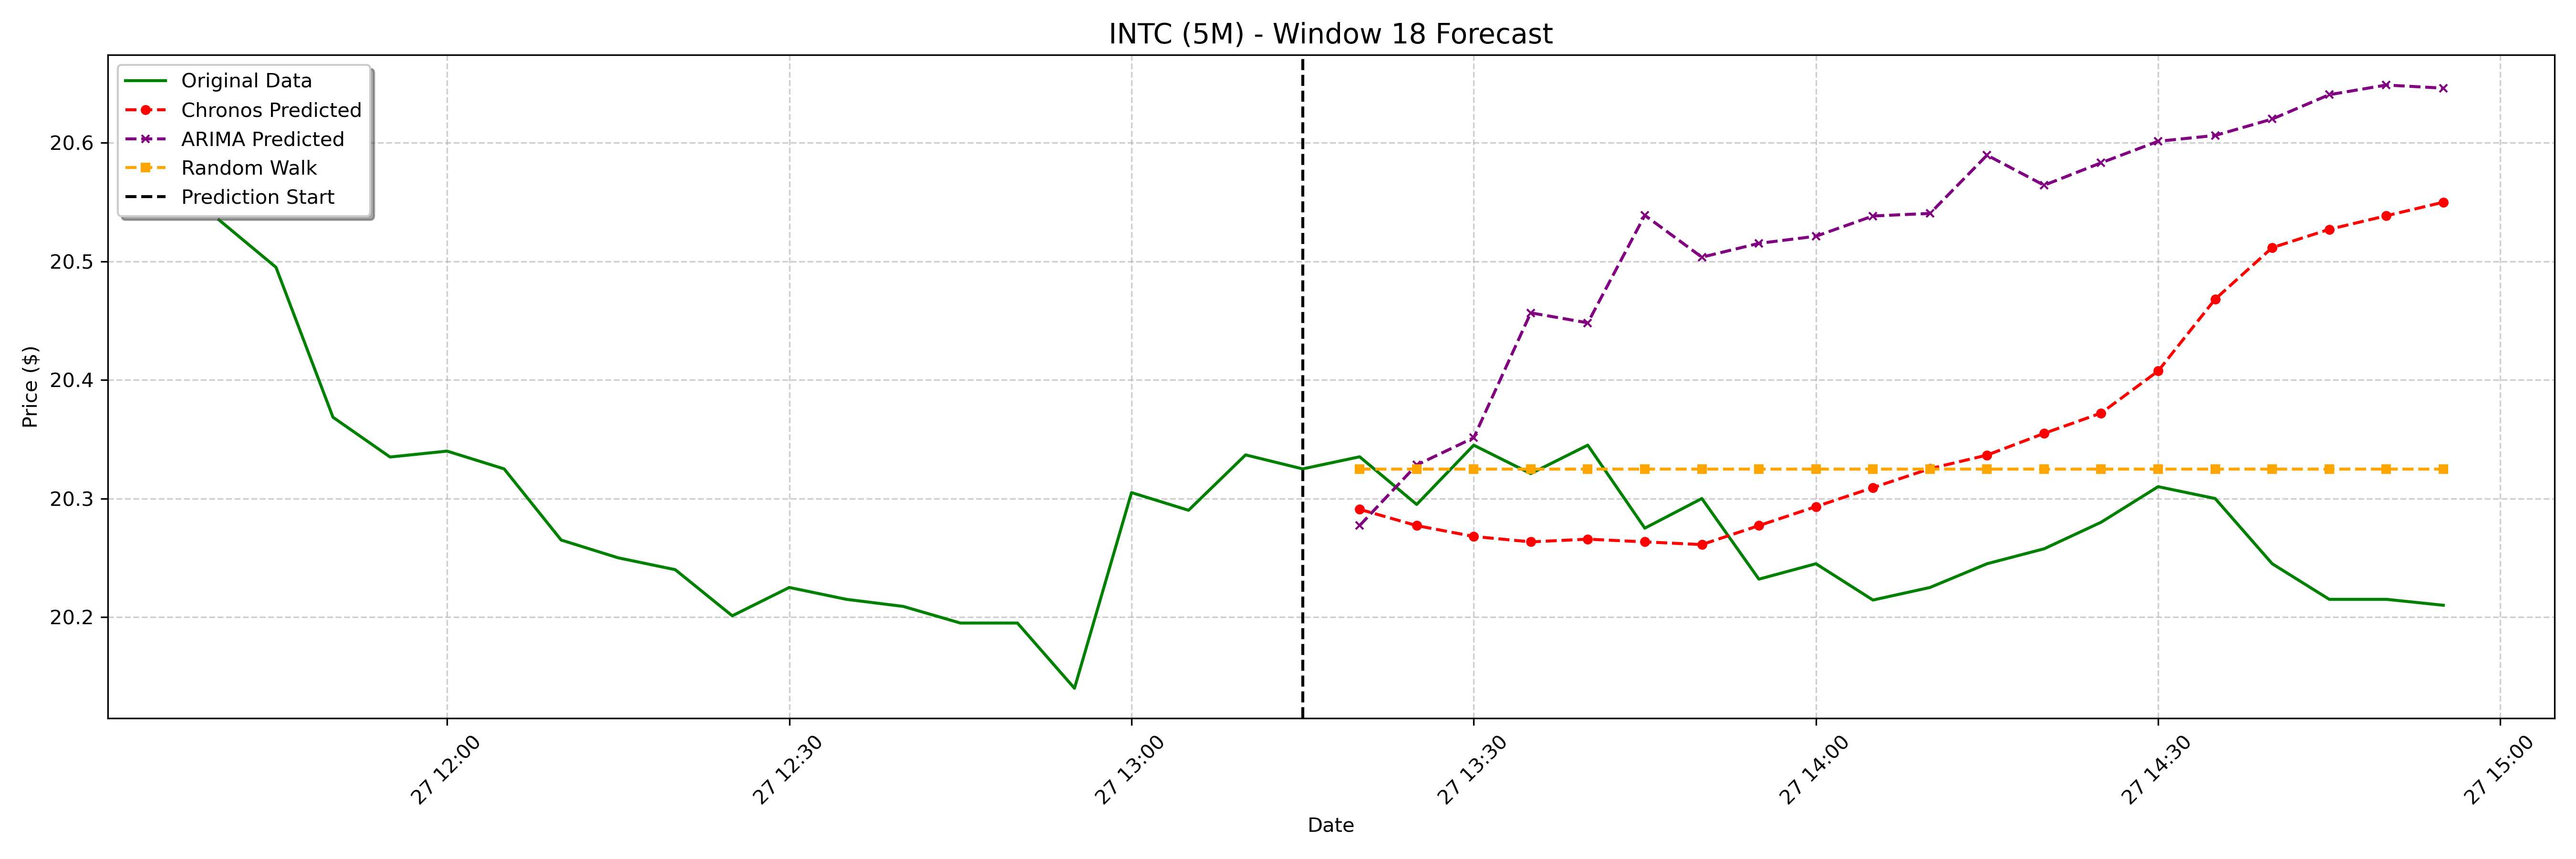 INTC (5M) - Window 18 Forecast
Original Data
Chronos Predicted
ARIMA Predicted
Random Walk
Prediction Start
Price ($)
20.6
20.5
20.4
20.3
20.2
27 12:00
27 12:30
27 13:00
27 13:30
27 14:00
27 14:30
27 15:00
Date